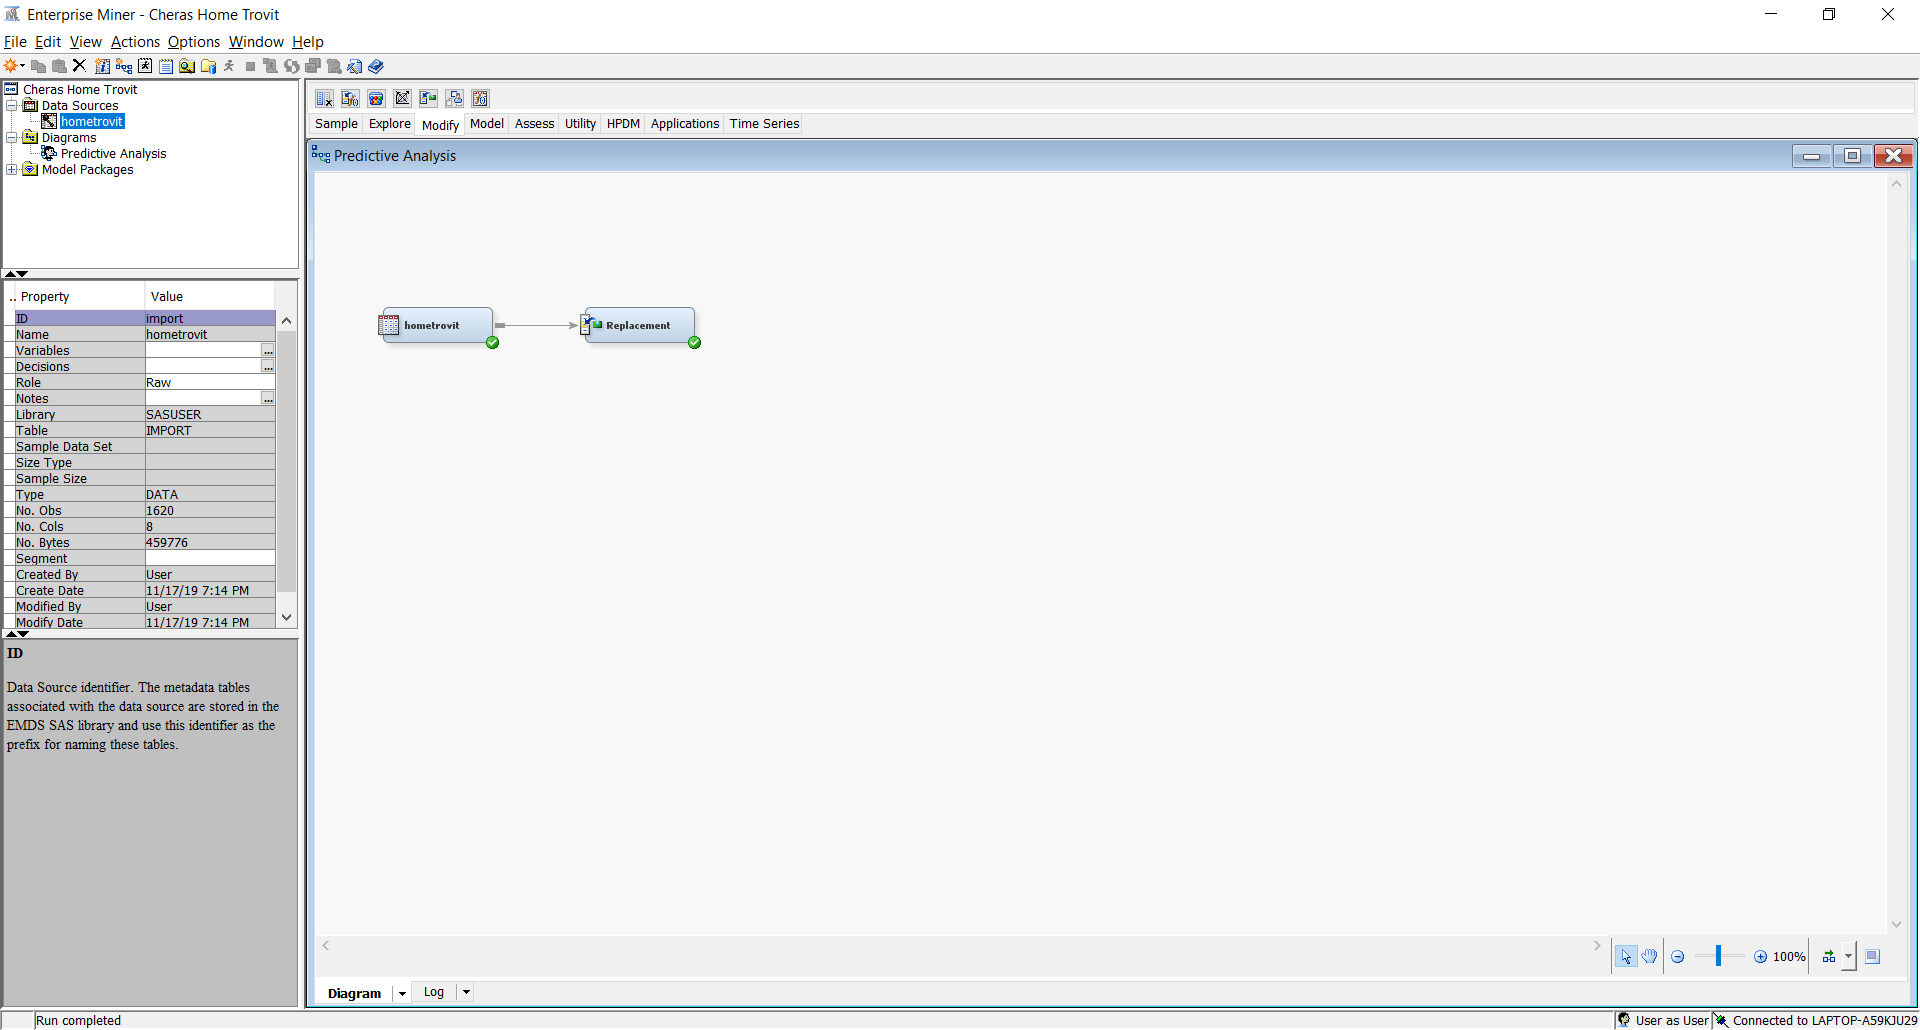 Enterprise Miner - Cheras Home Trovit
File Edit View Actions Options Window Help
Cheras Home Trovit
Data Sources
hometrovit
Diagrams
Predictive Analysis
Model Packages
.. Property Value
ID import
Name hometrovit
Variables ...
Decisions ...
Role Raw
Notes ...
Library SASUSER
Table IMPORT
Sample Data Set
Size Type
Sample Size
Type DATA
No. Obs 1620
No. Cols 8
No. Bytes 459776
Segment
Created By User
Create Date 11/17/19 7:14 PM
Modified By User
Modify Date 11/17/19 7:14 PM
ID
Data Source identifier. The metadata tables
associated with the data source are stored in the
EMDS SAS library and use this identifier as the
prefix for naming these tables.
Sample Explore Modify Model Assess Utility HPDM Applications Time Series
Predictive Analysis
hometrovit
Replacement
100%
Diagram Log
Run completed
User as User Connected to LAPTOP-A59KJU29